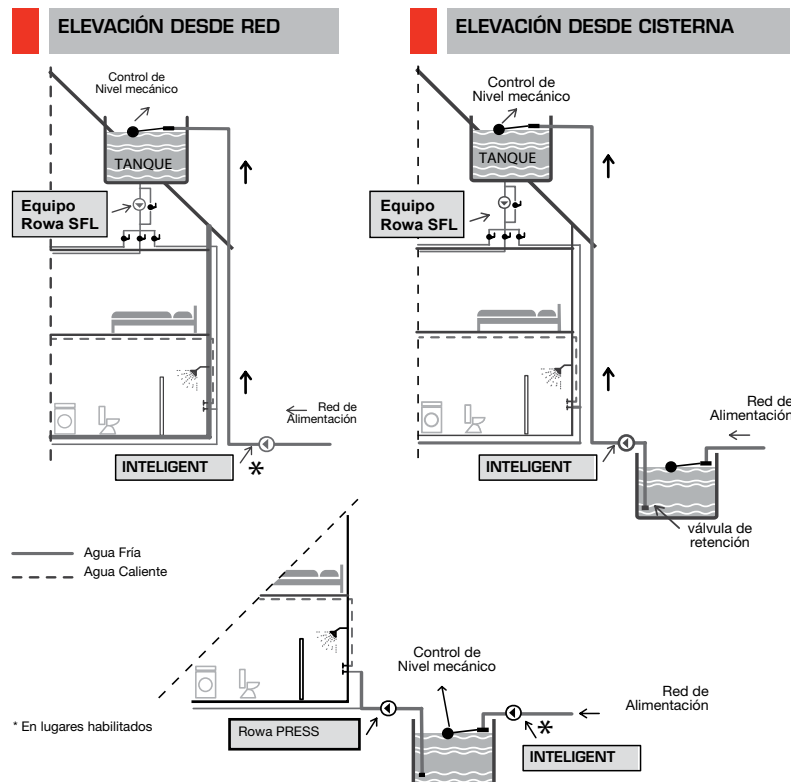 ELEVACIÓN DESDE RED
Control de
Nivel mecánico
TANQUE
Equipo
Rowa SFL
Red de
Alimentación
INTELIGENT
*
ELEVACIÓN DESDE CISTERNA
Control de
Nivel mecánico
TANQUE
Equipo
Rowa SFL
Red de
Alimentación
INTELIGENT
válvula de
retención
Agua Fría
Agua Caliente
Control de
Nivel mecánico
Red de
Alimentación
*
Rowa PRESS
INTELIGENT
* En lugares habilitados